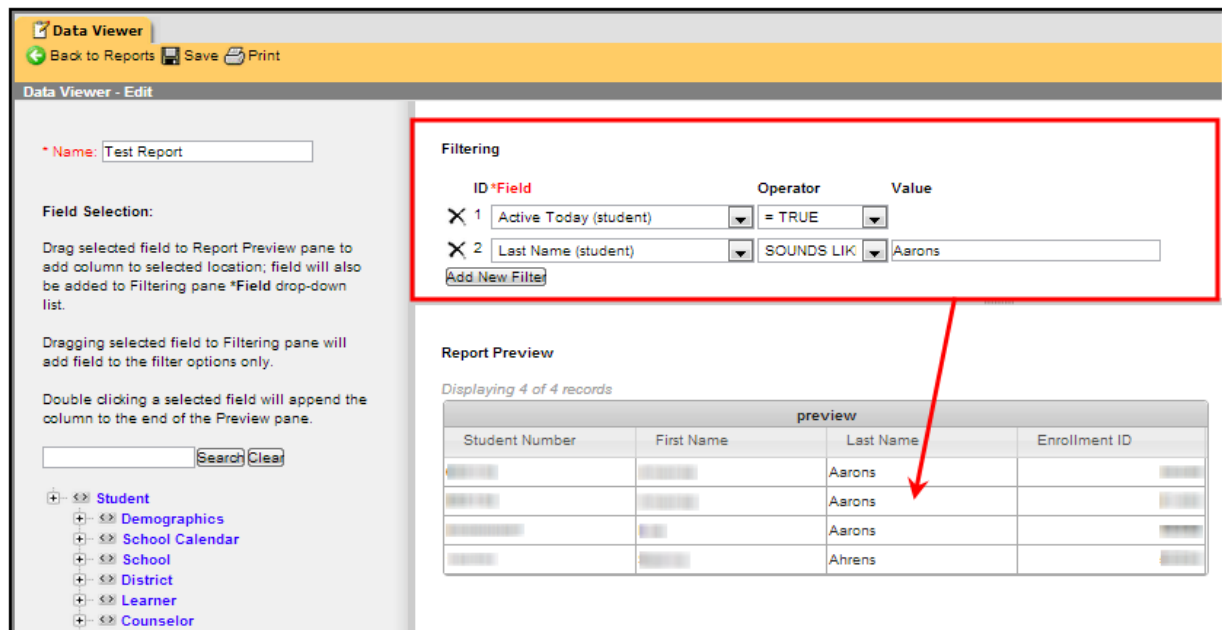 Data Viewer
Back to Reports Save Print
Data Viewer - Edit
* Name: Test Report
Field Selection:
Drag selected field to Report Preview pane to
add column to selected location; field will also
be added to Filtering pane *Field drop-down
list.
Dragging selected field to Filtering pane will
add field to the filter options only.
Double clicking a selected field will append the
column to the end of the Preview pane.
Search Clear
Student
Demographics
School Calendar
School
District
Learner
Counselor
Filtering
ID *Field Operator Value
1 Active Today (student) = TRUE
2 Last Name (student) SOUNDS LIK Aarons
Add New Filter
Report Preview
Displaying 4 of 4 records
preview
Student Number First Name Last Name Enrollment ID
Aarons
Aarons
Aarons
Ahrens